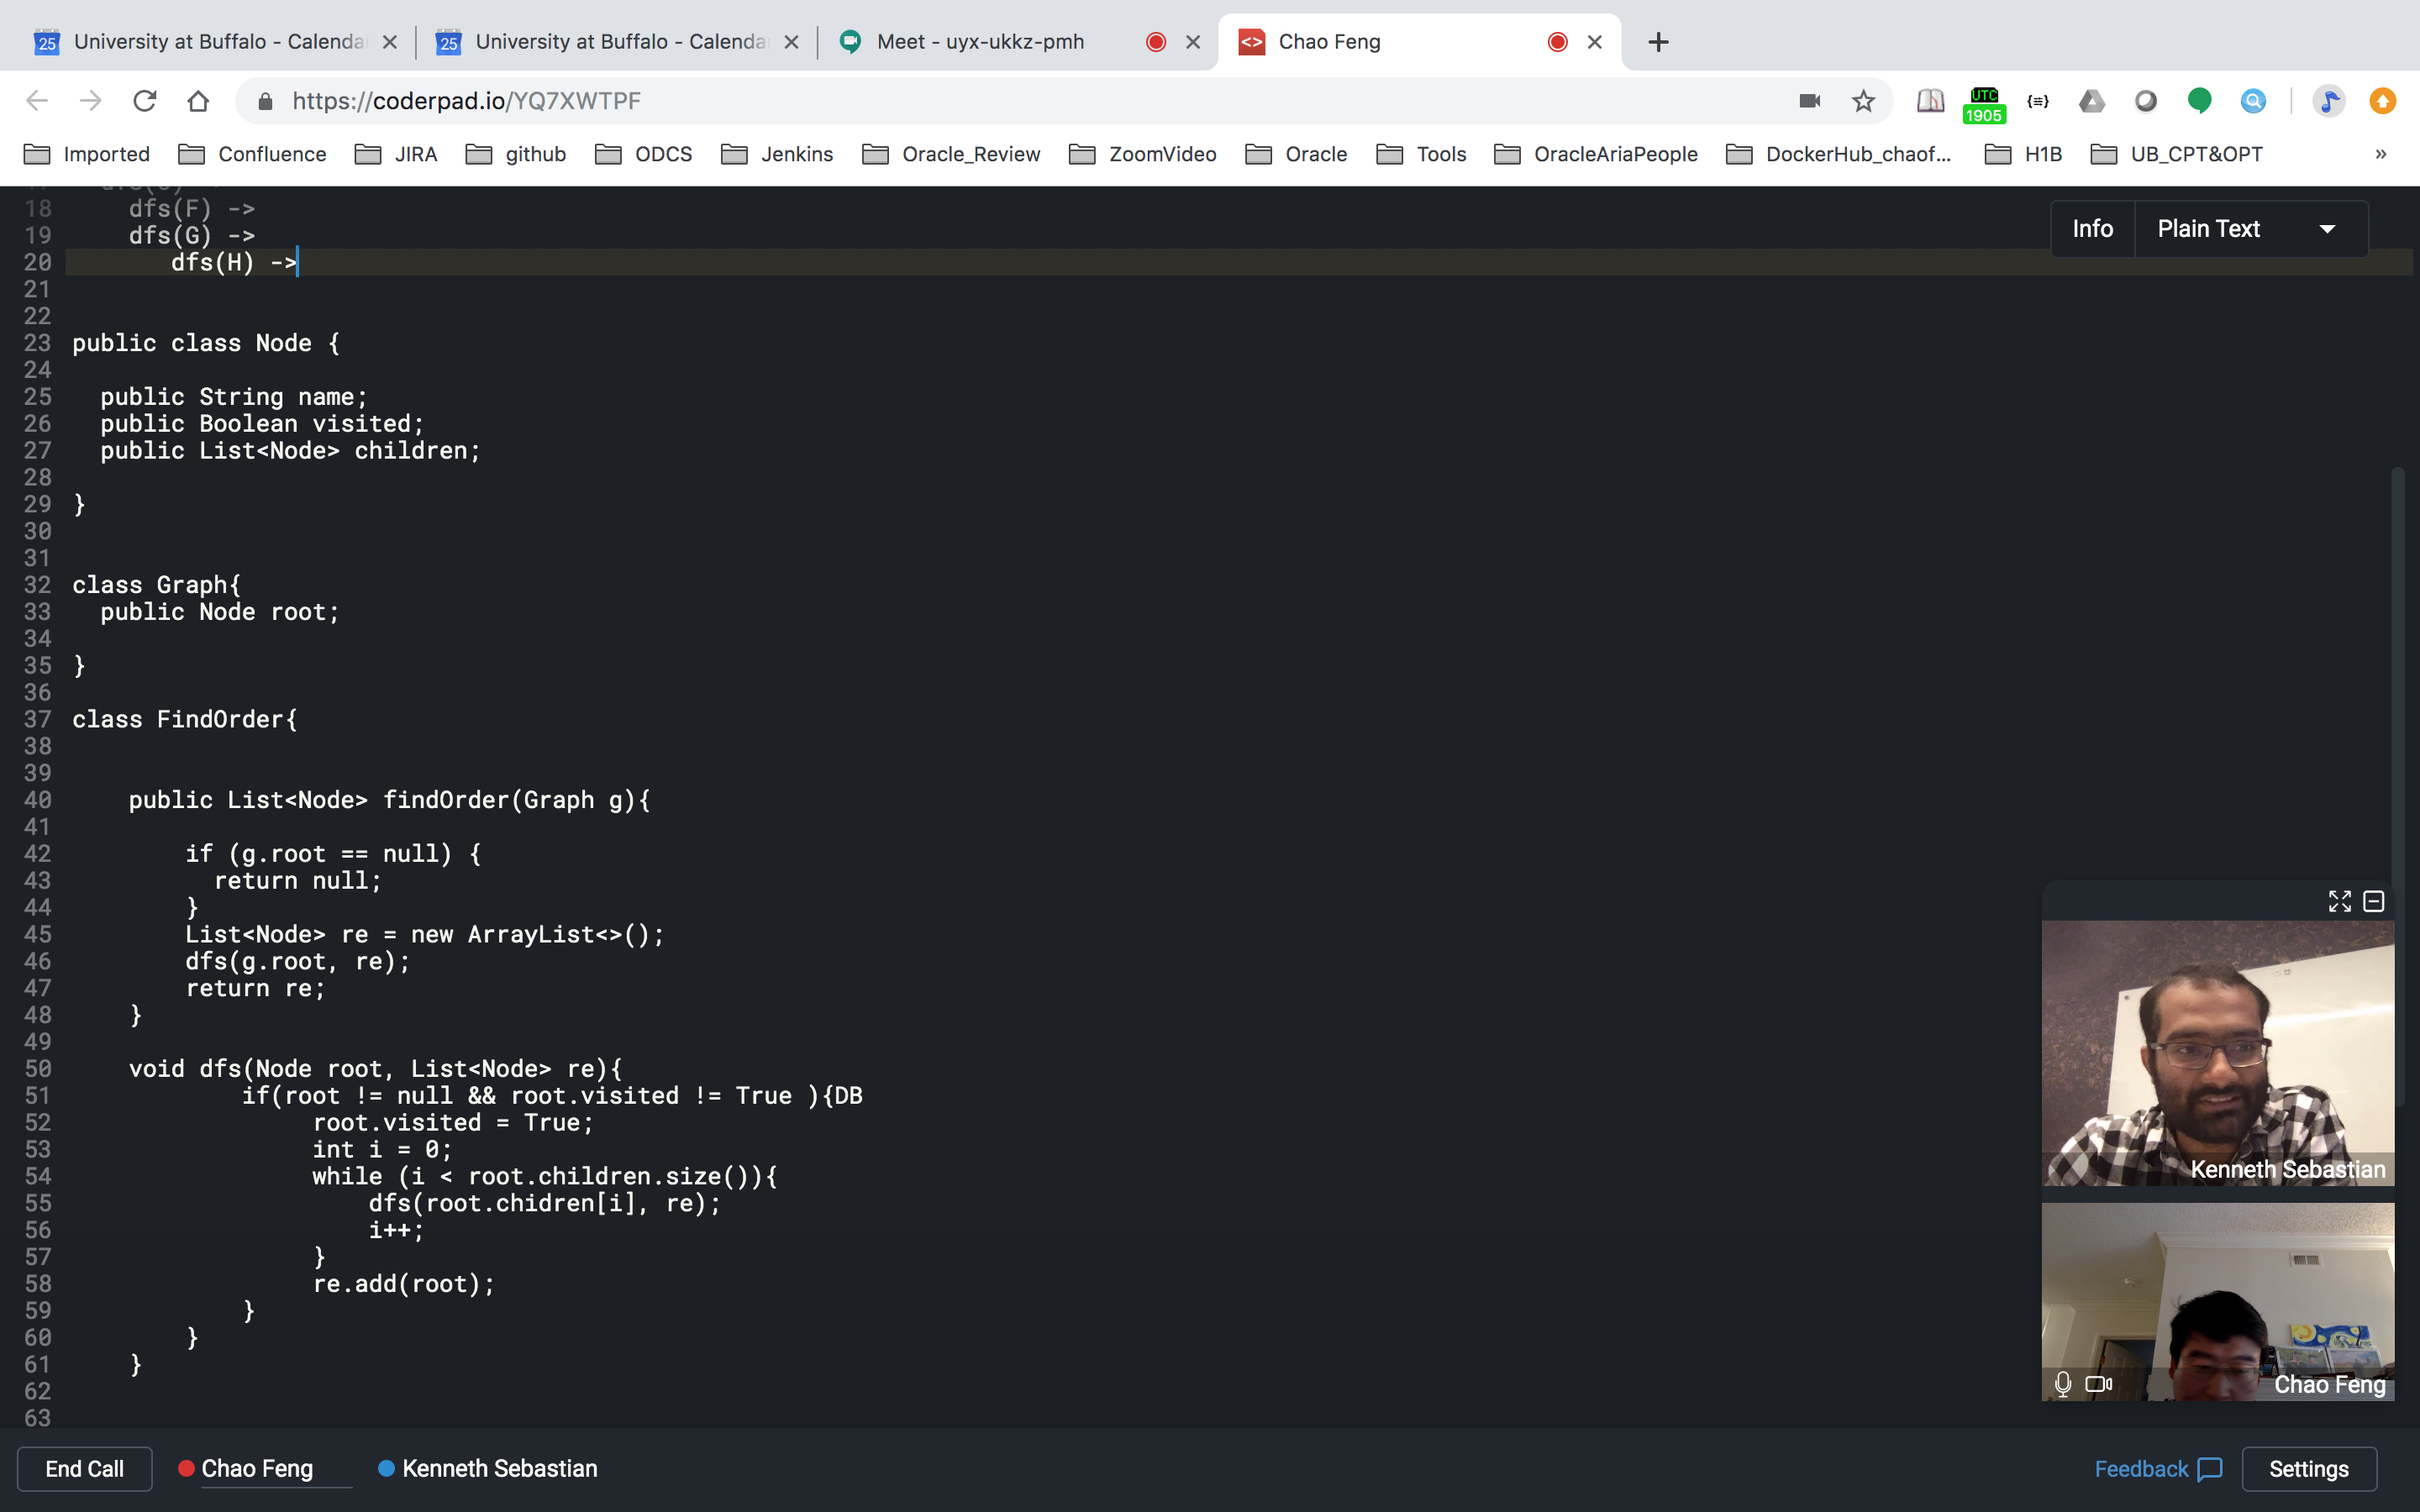 25 University at Buffalo - Calenda
25 University at Buffalo - Calenda
Meet - uyx-ukkz-pmh
<> Chao Feng
https://coderpad.io/YQ7XWTPF
UTC
1905
Imported
Confluence
JIRA
github
ODCS
Jenkins
Oracle_Review
ZoomVideo
Oracle
Tools
OracleAriaPeople
DockerHub_chaof...
H1B
UB_CPT&OPT
»
Info
Plain Text
18 dfs(F) ->
19 dfs(G) ->
20 dfs(H) ->
21
22
23 public class Node {
24
25 public String name;
26 public Boolean visited;
27 public List<Node> children;
28
29 }
30
31
32 class Graph{
33 public Node root;
34
35 }
36
37 class FindOrder{
38
39
40 public List<Node> findOrder(Graph g){
41
42 if (g.root == null) {
43 return null;
44 }
45 List<Node> re = new ArrayList<>();
46 dfs(g.root, re);
47 return re;
48 }
49
50 void dfs(Node root, List<Node> re){
51 if(root != null && root.visited != True ){DB
52 root.visited = True;
53 int i = 0;
54 while (i < root.children.size()){
55 dfs(root.chidren[i], re);
56 i++;
57 }
58 re.add(root);
59 }
60 }
61 }
62
63
Kenneth Sebastian
Chao Feng
End Call
Chao Feng
Kenneth Sebastian
Feedback
Settings